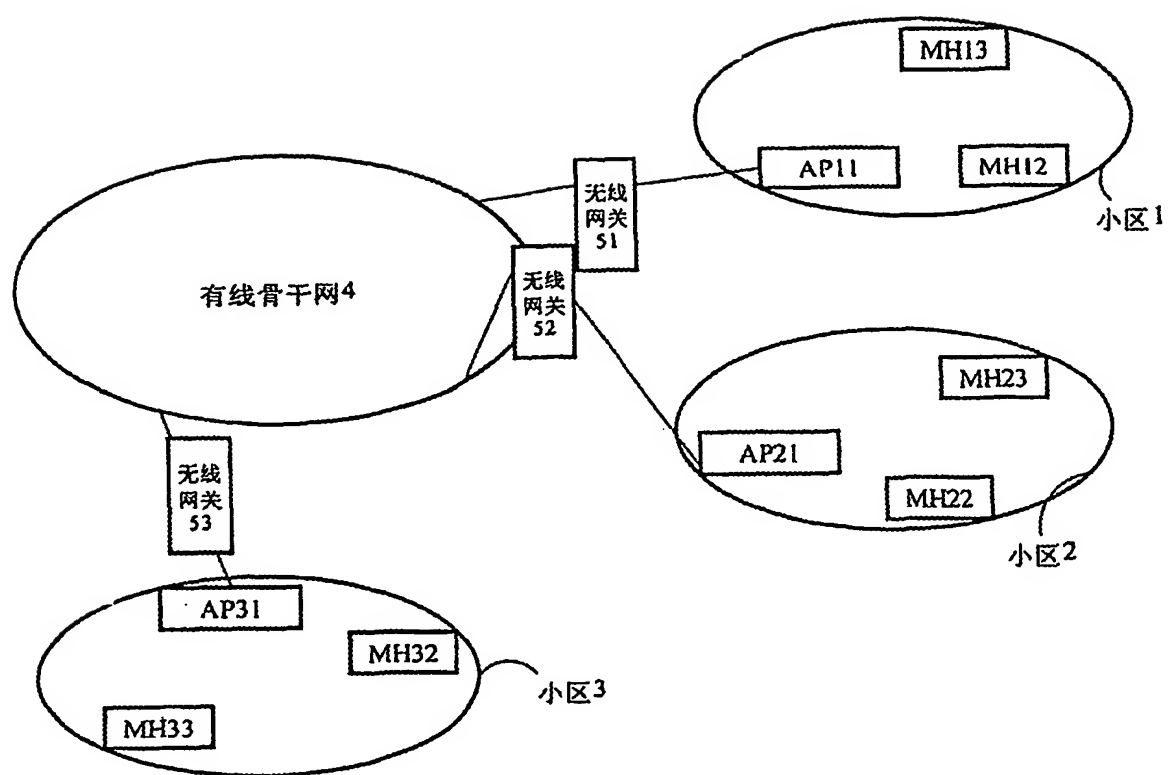 MH13
AP11
MH12
小区1
无线
网关
51
有线骨干网4
无线
网关
52
MH23
AP21
MH22
小区2
无线
网关
53
AP31
MH32
小区3
MH33